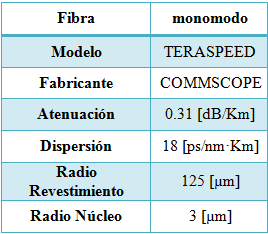 Fibra monomodo
Modelo TERASPEED
Fabricante COMMSCOPE
Atenuación 0.31 [dB/Km]
Dispersión 18 [ps/nm·Km]
Radio
Revestimiento 125 [µm]
Radio Núcleo 3 [µm]